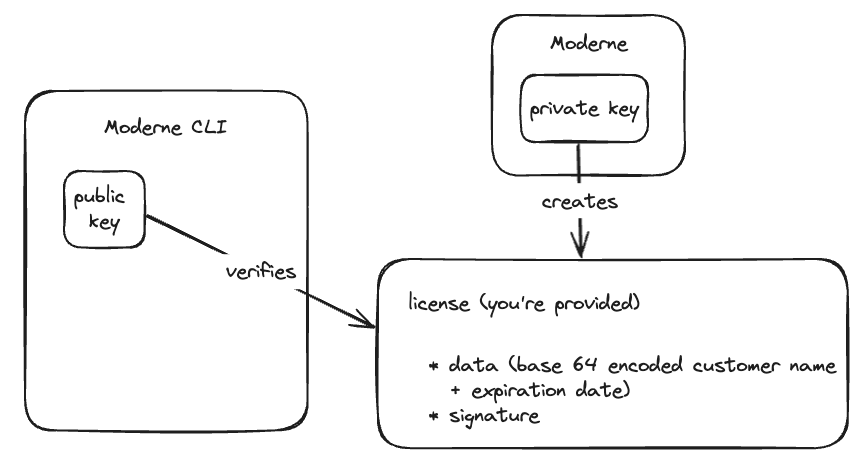 Moderne
private key
creates
Moderne CLI
public
key
verifies
license (you're provided)
* data (base 64 encoded customer name
+ expiration date)
* signature